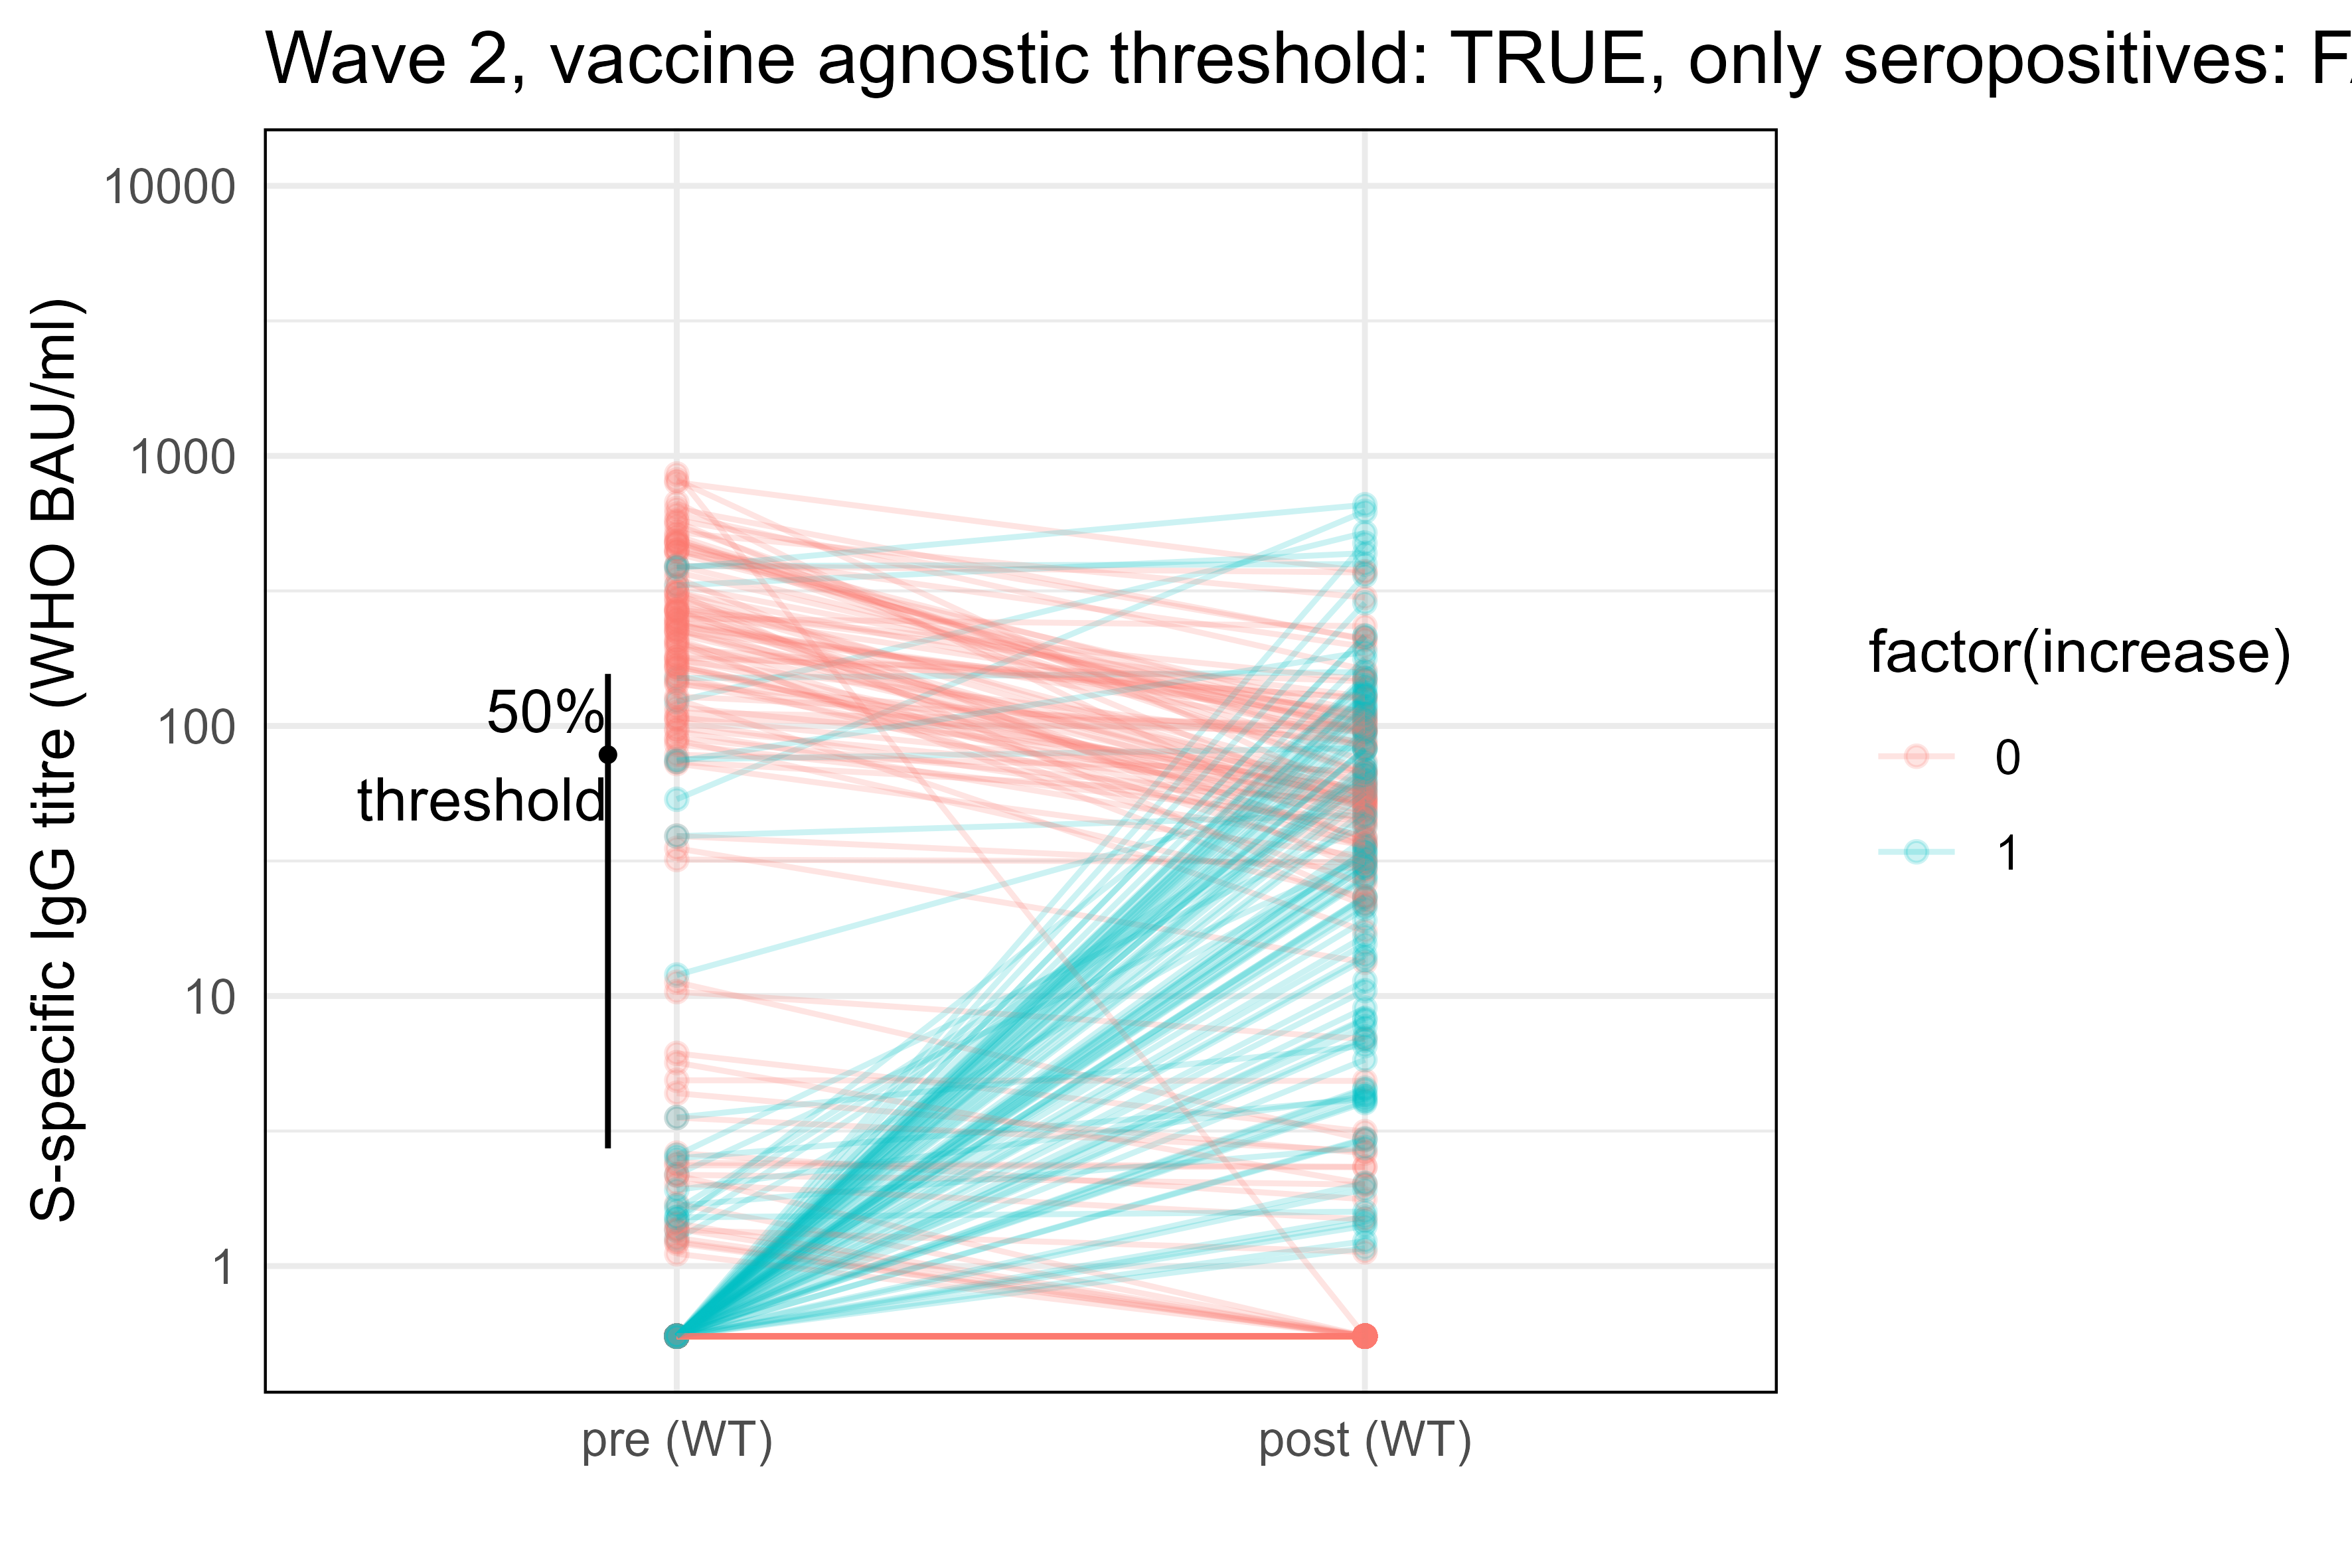 Wave 2, vaccine agnostic threshold: TRUE, only seropositives:
S-specific IgG titre (WHO BAU/ml)
10000
1000
100
10
1
50%
threshold
pre (WT)
post (WT)
factor(increase)
0
1